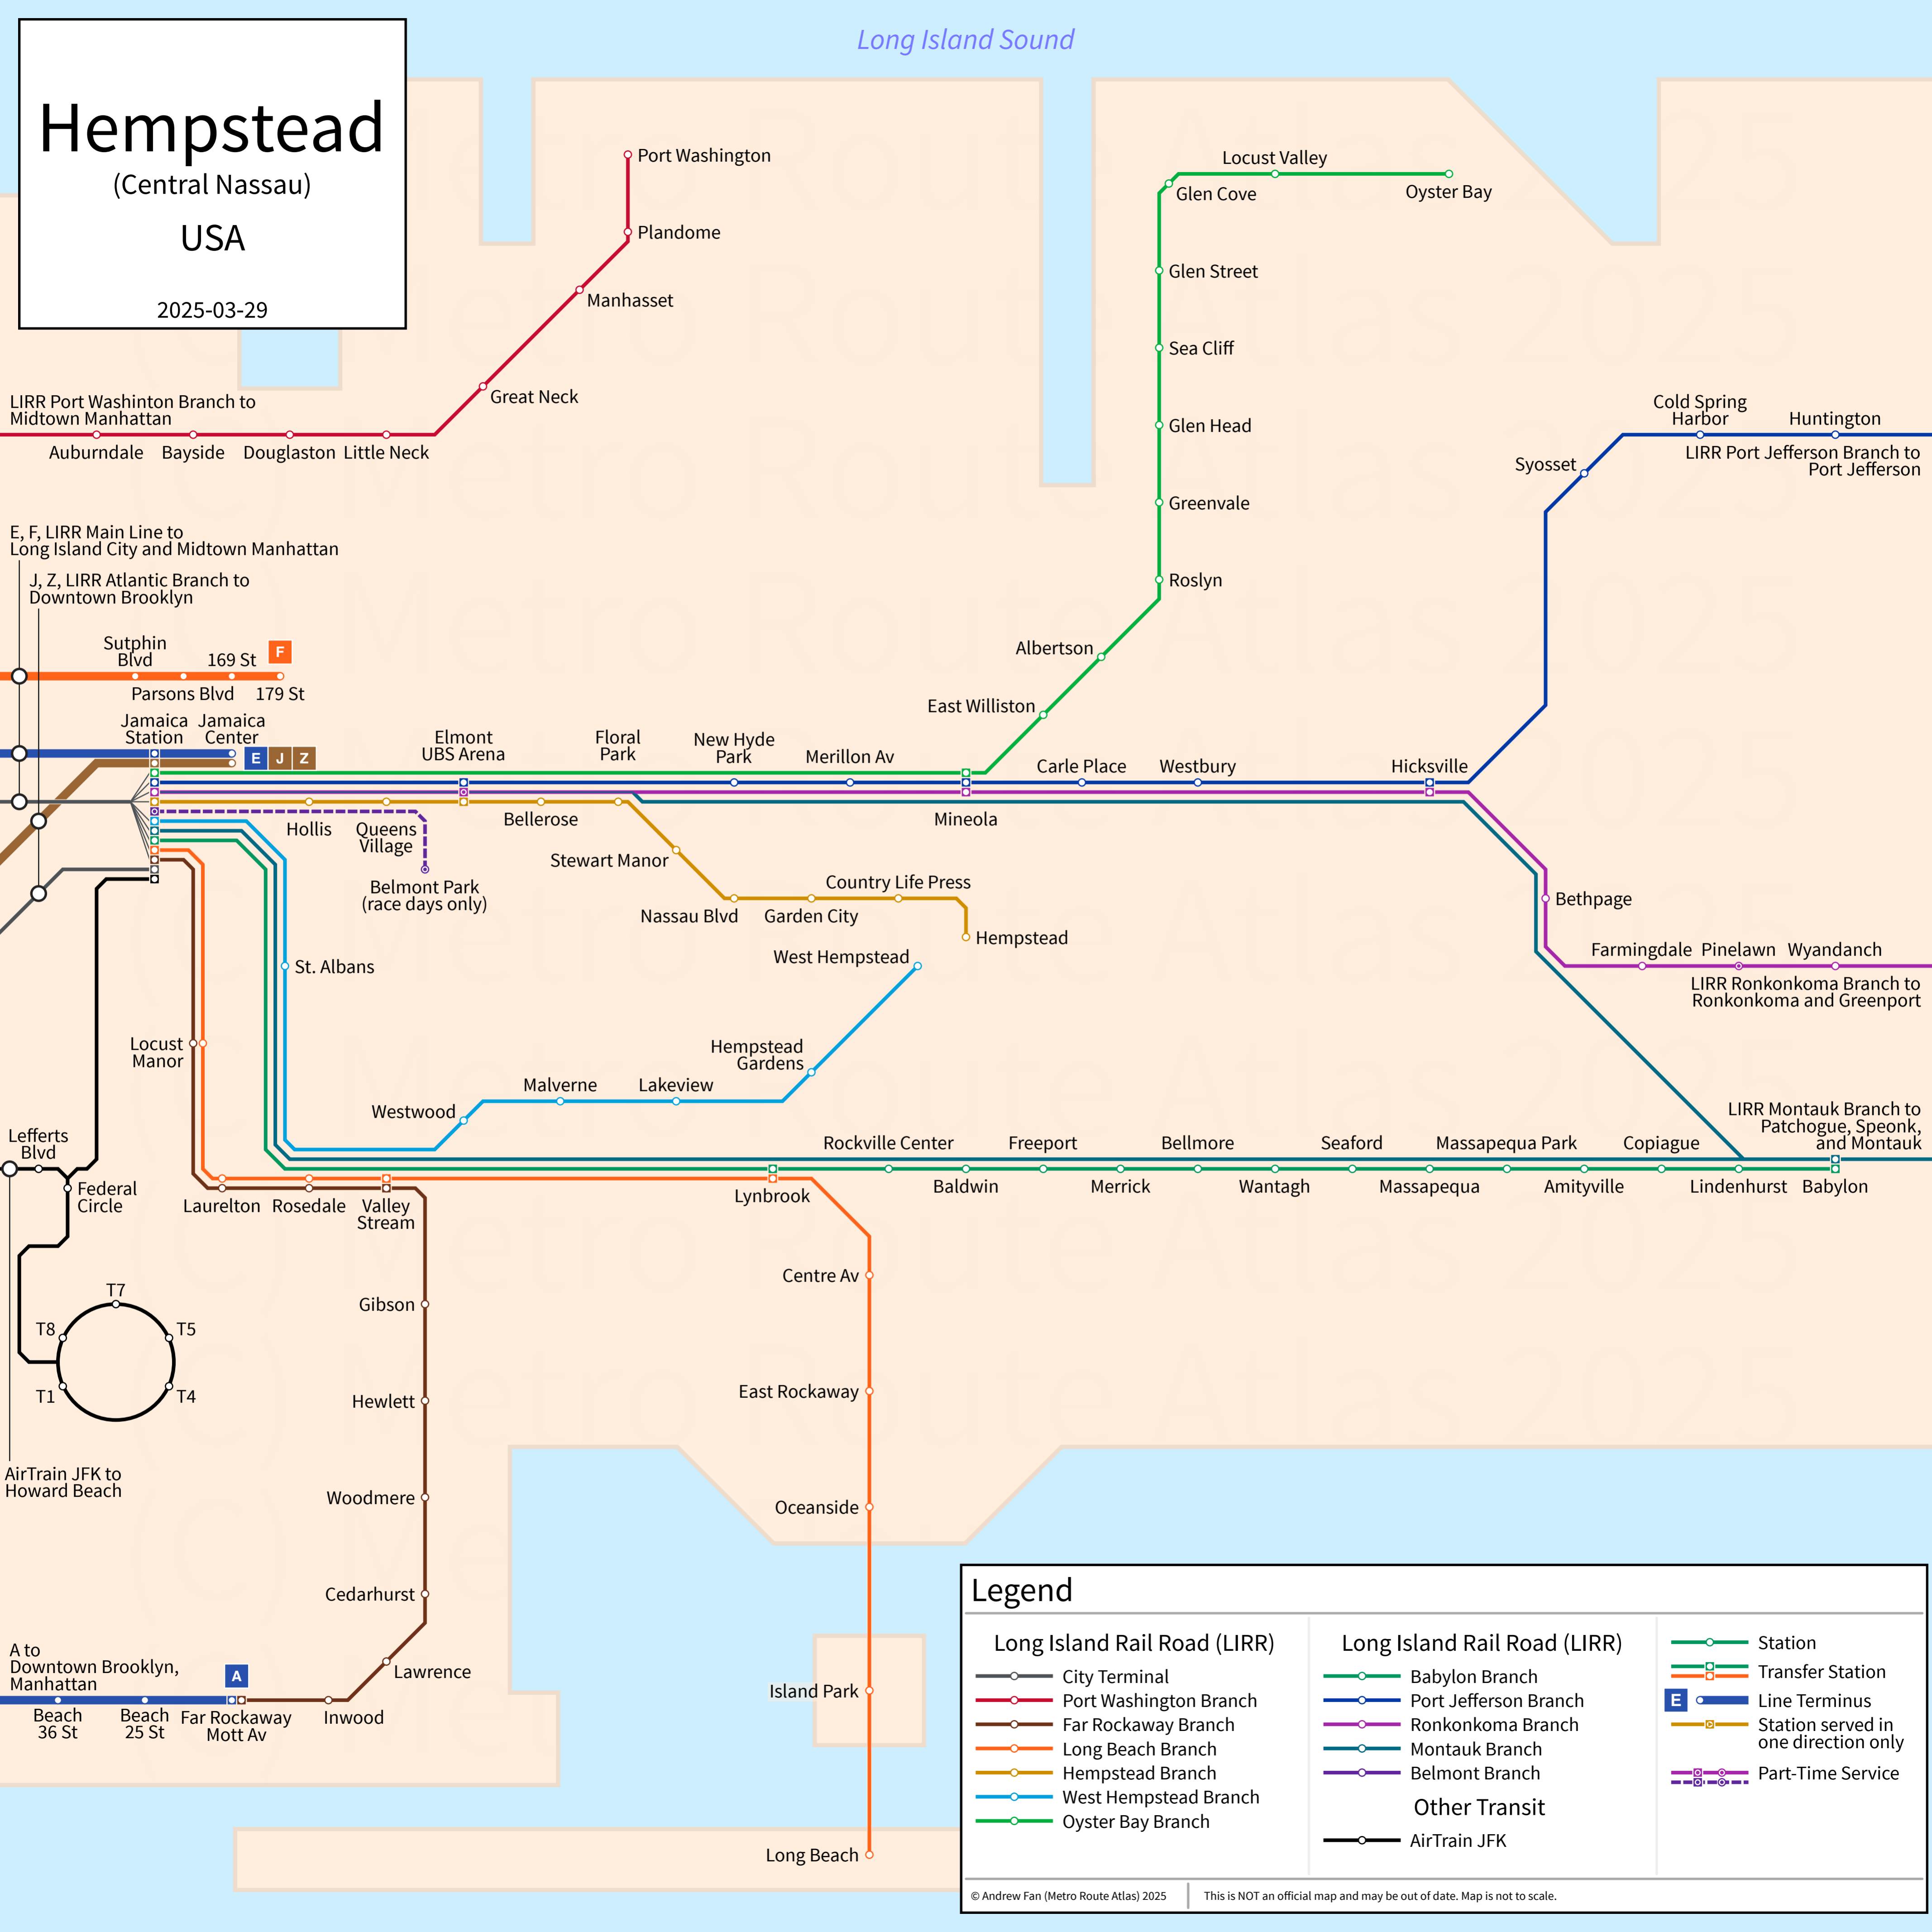 Hempstead
(Central Nassau)
USA
2025-03-29
Long Island Sound
Port Washington
Plandome
Manhasset
Great Neck
LIRR Port Washinton Branch to
Midtown Manhattan
Auburndale
Bayside
Douglaston
Little Neck
Locust Valley
Glen Cove
Oyster Bay
Glen Street
Sea Cliff
Glen Head
Greenvale
Roslyn
Albertson
East Williston
Cold Spring
Harbor
Huntington
LIRR Port Jefferson Branch to
Port Jefferson
Syosset
E, F, LIRR Main Line to
Long Island City and Midtown Manhattan
J, Z, LIRR Atlantic Branch to
Downtown Brooklyn
Sutphin
Blvd
169 St
F
Parsons Blvd
179 St
Jamaica
Station
Jamaica
Center
E
J
Z
Elmont
UBS Arena
Floral
Park
New Hyde
Park
Merillon Av
Carle Place
Westbury
Hicksville
Mineola
Hollis
Queens
Village
Bellerose
Belmont Park
(race days only)
Stewart Manor
Nassau Blvd
Garden City
Country Life Press
Hempstead
West Hempstead
Bethpage
Farmingdale
Pinelawn
Wyandanch
LIRR Ronkonkoma Branch to
Ronkonkoma and Greenport
St. Albans
Locust
Manor
Hempstead
Gardens
Malverne
Lakeview
Westwood
LIRR Montauk Branch to
Patchogue, Speonk,
and Montauk
Lefferts
Blvd
Federal
Circle
Laurelton
Rosedale
Valley
Stream
Lynbrook
Rockville Center
Baldwin
Freeport
Merrick
Bellmore
Wantagh
Seaford
Massapequa
Massapequa Park
Amityville
Copiague
Lindenhurst
Babylon
T7
T8
T5
T1
T4
AirTrain JFK to
Howard Beach
Gibson
Hewlett
Woodmere
Cedarhurst
Lawrence
Inwood
Centre Av
East Rockaway
Oceanside
Island Park
Long Beach
A to
Downtown Brooklyn,
Manhattan
A
Beach
36 St
Beach
25 St
Far Rockaway
Mott Av
Legend
Long Island Rail Road (LIRR)
City Terminal
Port Washington Branch
Far Rockaway Branch
Long Beach Branch
Hempstead Branch
West Hempstead Branch
Oyster Bay Branch
Long Island Rail Road (LIRR)
Babylon Branch
Port Jefferson Branch
Ronkonkoma Branch
Montauk Branch
Belmont Branch
Other Transit
AirTrain JFK
Station
Transfer Station
E
Line Terminus
Station served in
one direction only
Part-Time Service
© Andrew Fan (Metro Route Atlas) 2025
This is NOT an official map and may be out of date. Map is not to scale.